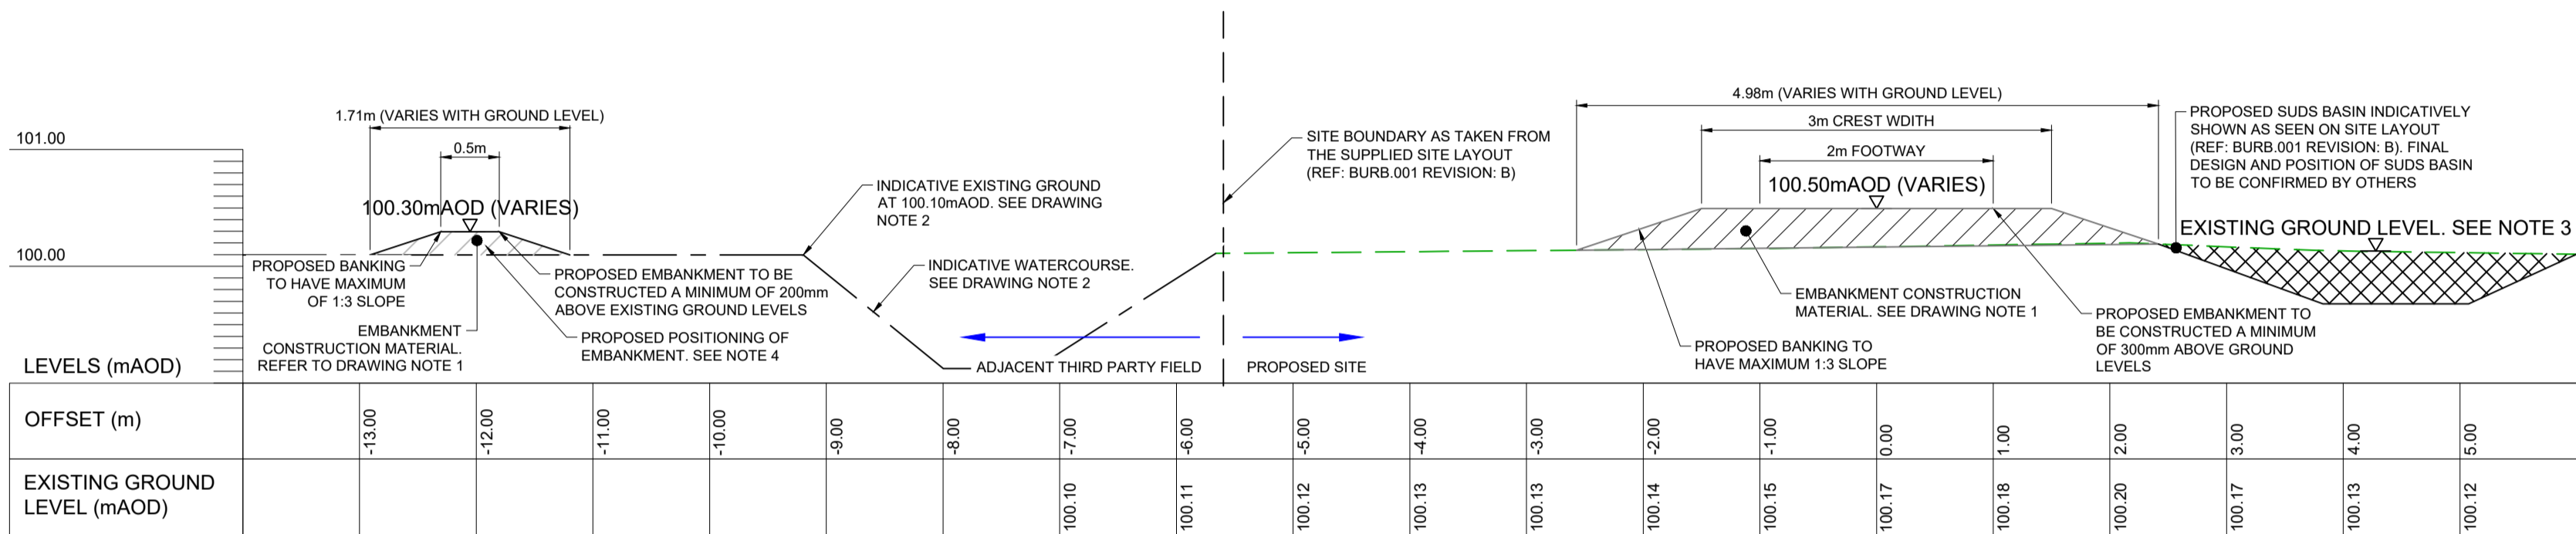 1.71m (VARIES WITH GROUND LEVEL)
0.5m
100.30mAOD (VARIES)
101.00
100.00
LEVELS (mAOD)
PROPOSED BANKING
TO HAVE MAXIMUM
OF 1:3 SLOPE
EMBANKMENT
CONSTRUCTION MATERIAL.
REFER TO DRAWING NOTE 1
PROPOSED EMBANKMENT TO BE
CONSTRUCTED A MINIMUM OF 200mm
ABOVE EXISTING GROUND LEVELS
PROPOSED POSITIONING OF
EMBANKMENT. SEE NOTE 4
INDICATIVE EXISTING GROUND
AT 100.10mAOD. SEE DRAWING
NOTE 2
INDICATIVE WATERCOURSE.
SEE DRAWING NOTE 2
ADJACENT THIRD PARTY FIELD
PROPOSED SITE
SITE BOUNDARY AS TAKEN FROM
THE SUPPLIED SITE LAYOUT
(REF: BURB.001 REVISION: B)
4.98m (VARIES WITH GROUND LEVEL)
3m CREST WDITH
2m FOOTWAY
100.50mAOD (VARIES)
EMBANKMENT CONSTRUCTION
MATERIAL. SEE DRAWING NOTE 1
PROPOSED BANKING TO
HAVE MAXIMUM 1:3 SLOPE
PROPOSED SUDS BASIN INDICATIVELY
SHOWN AS SEEN ON SITE LAYOUT
(REF: BURB.001 REVISION: B). FINAL
DESIGN AND POSITION OF SUDS BASIN
TO BE CONFIRMED BY OTHERS
EXISTING GROUND LEVEL. SEE NOTE 3
PROPOSED EMBANKMENT TO
BE CONSTRUCTED A MINIMUM
OF 300mm ABOVE GROUND
LEVELS
OFFSET (m)
-13.00
-12.00
-11.00
-10.00
-9.00
-8.00
-7.00
-6.00
-5.00
-4.00
-3.00
-2.00
-1.00
0.00
1.00
2.00
3.00
4.00
5.00
EXISTING GROUND
LEVEL (mAOD)
100.10
100.11
100.12
100.13
100.13
100.14
100.15
100.17
100.18
100.20
100.17
100.13
100.12